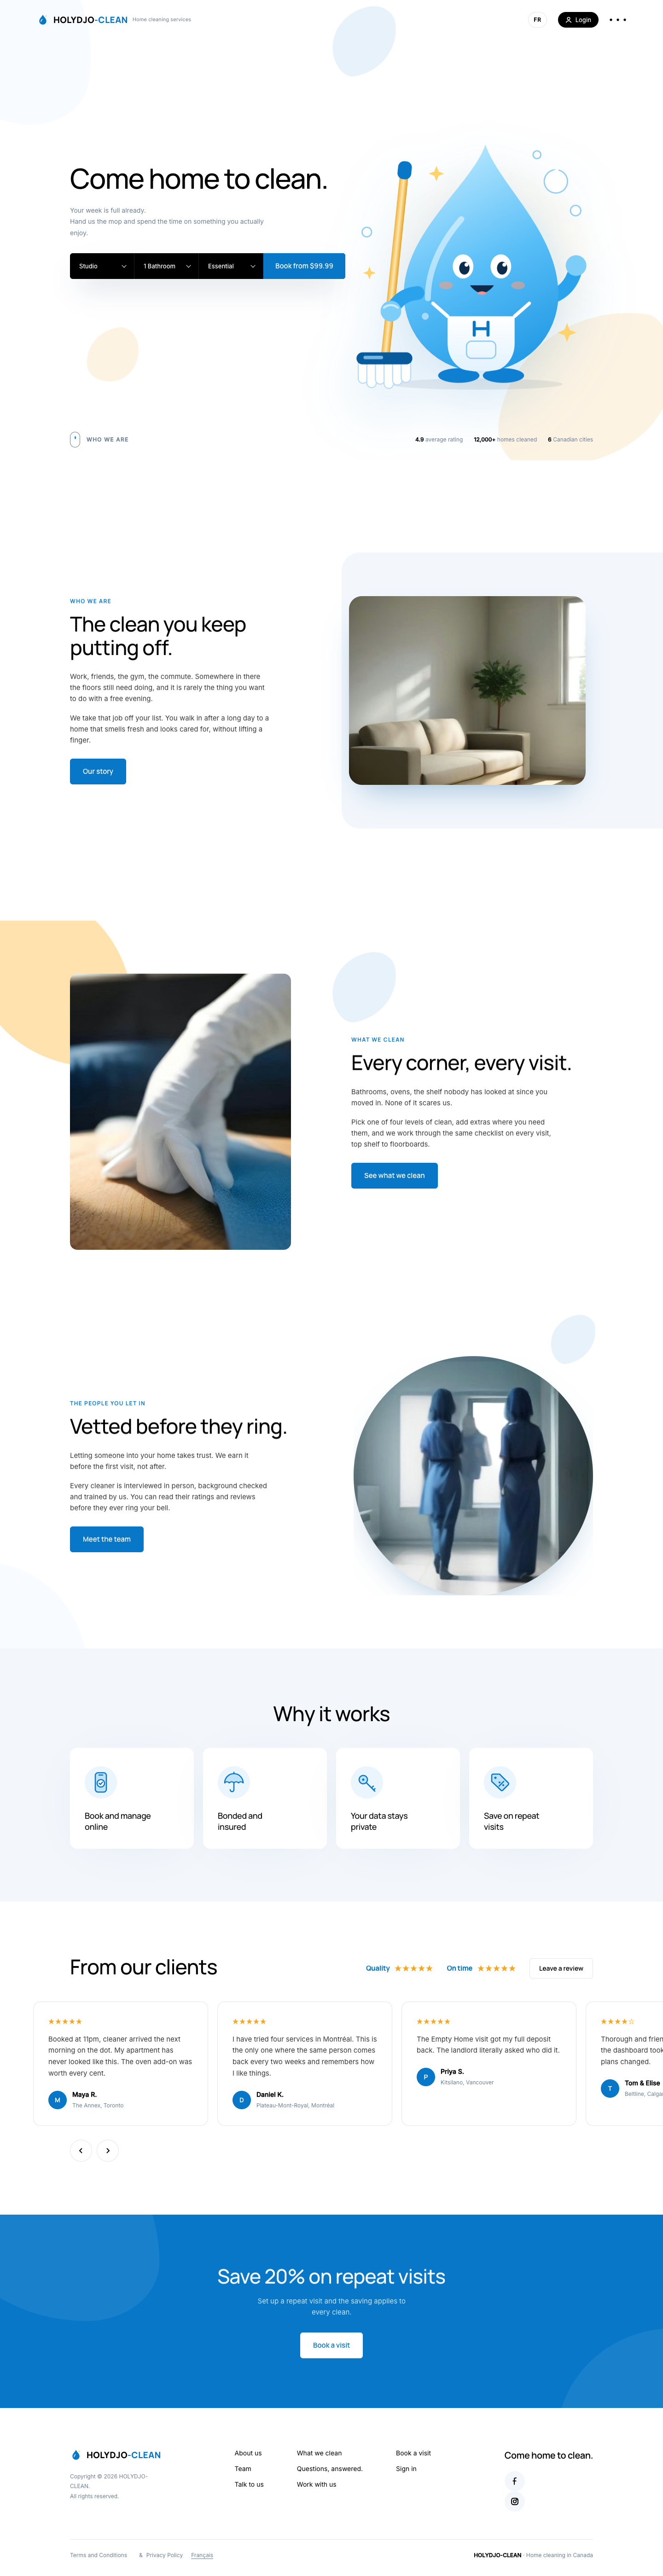 HOLYDJO-CLEAN Home cleaning services
FR
Login
Come home to clean.
Your week is full already.
Hand us the mop and spend the time on something you actually
enjoy.
Studio
1 Bathroom
Essential
Book from $99.99
H
WHO WE ARE
4.9 average rating
12,000+ homes cleaned
6 Canadian cities
WHO WE ARE
The clean you keep
putting off.
Work, friends, the gym, the commute. Somewhere in there
the floors still need doing, and it is rarely the thing you want
to do with a free evening.
We take that job off your list. You walk in after a long day to a
home that smells fresh and looks cared for, without lifting a
finger.
Our story
WHAT WE CLEAN
Every corner, every visit.
Bathrooms, ovens, the shelf nobody has looked at since you
moved in. None of it scares us.
Pick one of four levels of clean, add extras where you need
them, and we work through the same checklist on every visit,
top shelf to floorboards.
See what we clean
THE PEOPLE YOU LET IN
Vetted before they ring.
Letting someone into your home takes trust. We earn it
before the first visit, not after.
Every cleaner is interviewed in person, background checked
and trained by us. You can read their ratings and reviews
before they ever ring your bell.
Meet the team
Why it works
Book and manage
online
Bonded and
insured
Your data stays
private
Save on repeat
visits
From our clients
Quality ★★★★★
On time ★★★★★
Leave a review
★★★★★
Booked at 11pm, cleaner arrived the next
morning on the dot. My apartment has
never looked like this. The oven add-on was
worth every cent.
M
Maya R.
The Annex, Toronto
★★★★★
I have tried four services in Montréal. This is
the only one where the same person comes
back every two weeks and remembers how
I like things.
D
Daniel K.
Plateau-Mont-Royal, Montréal
★★★★★
The Empty Home visit got my full deposit
back. The landlord literally asked who did it.
P
Priya S.
Kitsilano, Vancouver
★★★★☆
Thorough and frien
the dashboard took
plans changed.
T
Tom & Elise
Beltline, Calga
Save 20% on repeat visits
Set up a repeat visit and the saving applies to
every clean.
Book a visit
HOLYDJO-CLEAN
Copyright © 2026 HOLYDJO-
CLEAN.
All rights reserved.
About us
Team
Talk to us
What we clean
Questions, answered.
Work with us
Book a visit
Sign in
Come home to clean.
Terms and Conditions & Privacy Policy Français
HOLYDJO-CLEAN · Home cleaning in Canada